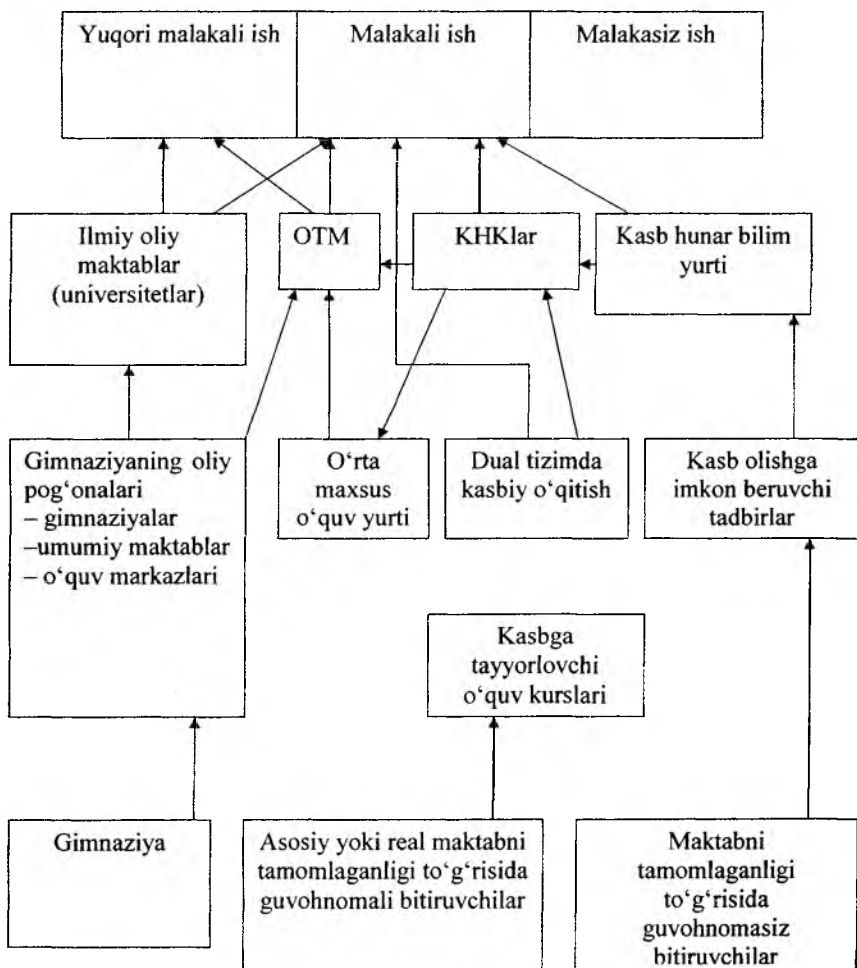 Yuqori malakali ish
Malakali ish
Malakasiz ish
Ilmiy oliy
maktablar
(universitetlar)
OTM
KHKlar
Kasb hunar bilim
yurti
Gimnaziyaning oliy
pog‘onalari
– gimnaziyalar
–umumiy maktablar
– o‘quv markazlari
O‘rta
maxsus
o‘quv yurti
Dual tizimda
kasbiy o‘qitish
Kasb olishga
imkon beruvchi
tadbirlar
Kasbga
tayyorlovchi
o‘quv kurslari
Gimnaziya
Asosiy yoki real maktabni
tamomlaganligi to‘g‘risida
guvohnomali bitiruvchilar
Maktabni
tamomlaganligi
to‘g‘risida
guvohnomasiz
bitiruvchilar